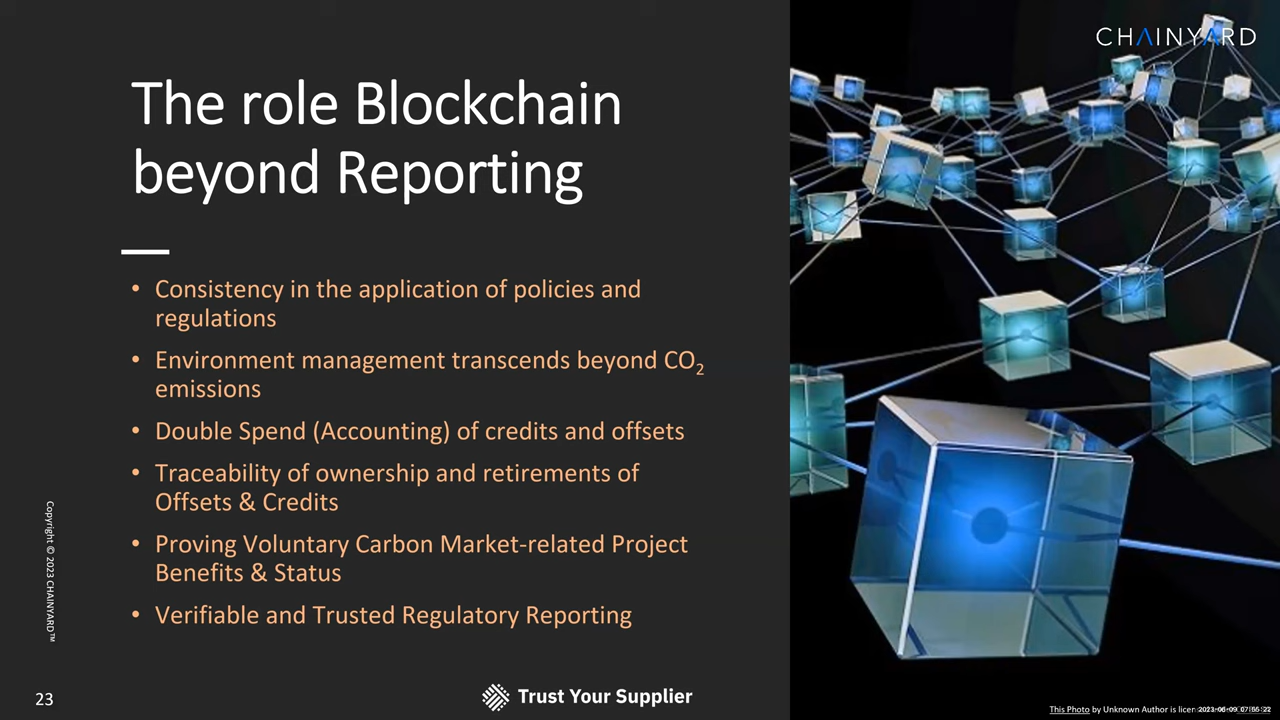 CHAINYARD
The role Blockchain
beyond Reporting
• Consistency in the application of policies and
regulations
• Environment management transcends beyond CO₂
emissions
• Double Spend (Accounting) of credits and offsets
• Traceability of ownership and retirements of
Offsets & Credits
• Proving Voluntary Carbon Market-related Project
Benefits & Status
• Verifiable and Trusted Regulatory Reporting
Copyright © 2023 CHAINYARD™
23
Trust Your Supplier
This Photo by Unknown Author is